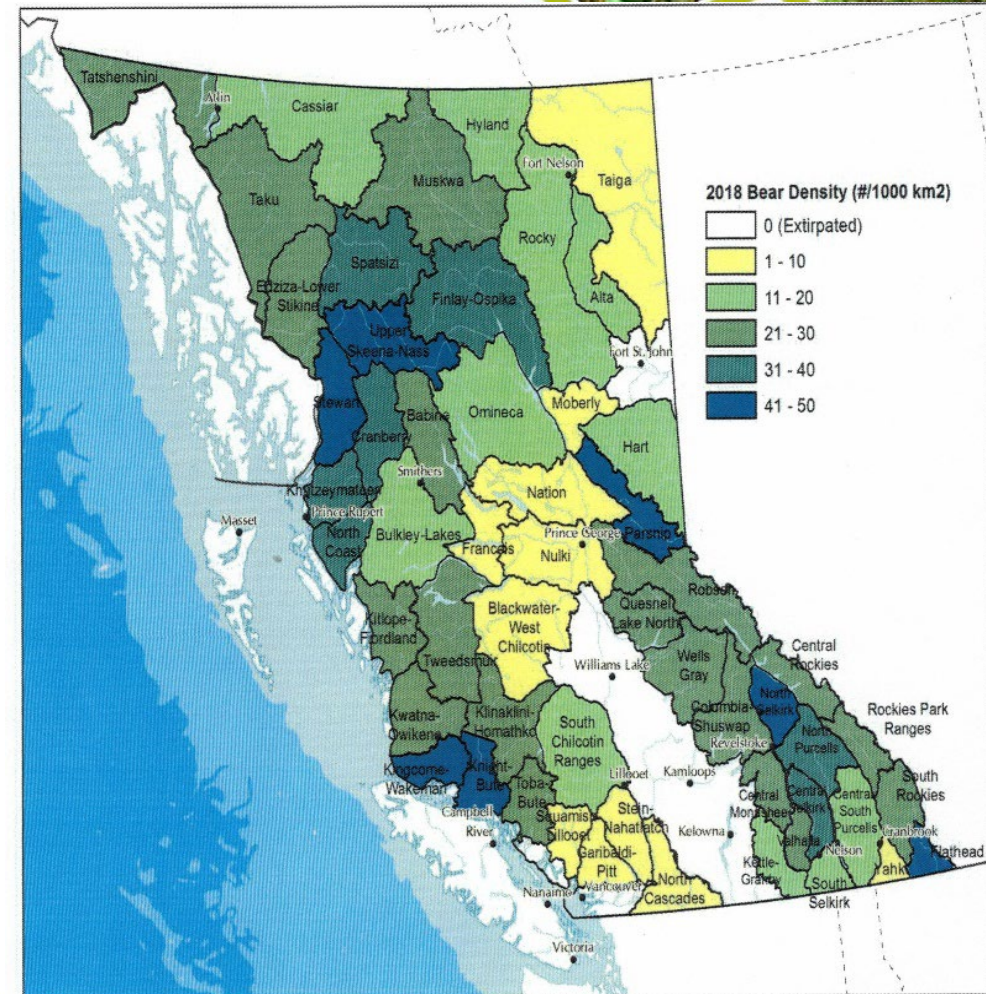 Tatshenshini
Atlin
Cassiar
Hyland
Fort Nelson
Taiga
Muskwa
Taku
2018 Bear Density (#/1000 km2)
0 (Extirpated)
1 - 10
11 - 20
21 - 30
31 - 40
41 - 50
Rocky
Spatsizi
Edziza-Lower
Stikine
Finlay-Ospika
Alta
Upper
Skeena-Nass
Fort St. John
Stewart
Babine
Omineca
Moberly
Cranberry
Hart
Smithers
Khutzeymateen
Nation
Masset
Prince Rupert
North
Coast
Bulkley-Lakes
Francois
Prince George
Parsnip
Nulki
Robson
Blackwater-
West
Chilcotin
Quesnel
Lake North
Kitlope-
Fiordland
Tweedsmuir
Williams Lake
Wells
Gray
Central
Rockies
North
Selkirk
Rockies Park
Ranges
Kwatna-
Owikeno
Klinaklini-
Homathko
South
Chilcotin
Ranges
Columbia-
Shuswap
Revelstoke
North
Purcells
Kingcome-
Wakeman
Knight-
Bute
Toba-
Bute
Lillooet
Kamloops
South
Rockies
Campbell
River
Squamish-
Lillooet
Stein-
Nahatlatch
Central
Monashee
Central
Selkirk
Central
South
Purcells
Garibaldi-
Pitt
Kelowna
Valhalla
Nelson
Cranbrook
Flathead
Nanaimo
Vancouver
North
Cascades
Kettle-
Granby
South
Selkirk
Yahk
Victoria